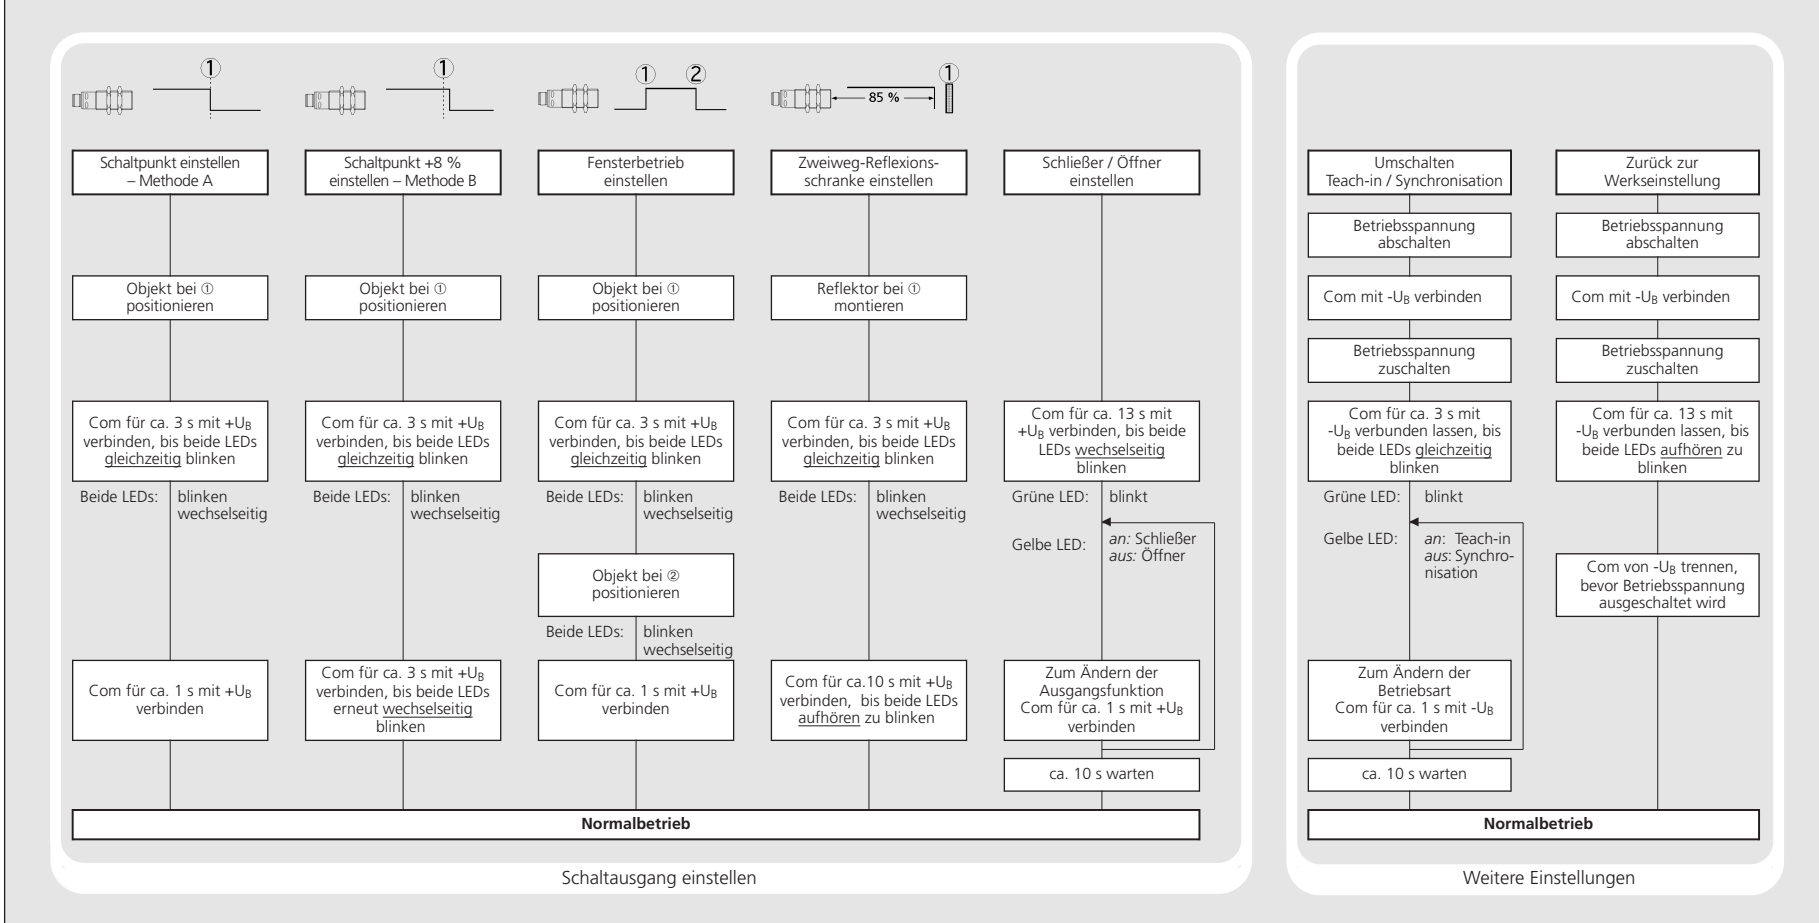 ①
①
①
②
①
85 %
Schaltpunkt einstellen
– Methode A
Objekt bei ①
positionieren
Com für ca. 3 s mit +UB
verbinden, bis beide LEDs
gleichzeitig blinken
Beide LEDs: blinken
wechselseitig
Com für ca. 1 s mit +UB
verbinden
Schaltpunkt +8 %
einstellen – Methode B
Objekt bei ①
positionieren
Com für ca. 3 s mit +UB
verbinden, bis beide LEDs
gleichzeitig blinken
Beide LEDs: blinken
wechselseitig
Com für ca. 3 s mit +UB
verbinden, bis beide LEDs
erneut wechselseitig
blinken
Fensterbetrieb
einstellen
Objekt bei ①
positionieren
Com für ca. 3 s mit +UB
verbinden, bis beide LEDs
gleichzeitig blinken
Beide LEDs: blinken
wechselseitig
Objekt bei ②
positionieren
Beide LEDs: blinken
wechselseitig
Com für ca. 1 s mit +UB
verbinden
Zweiweg-Reflexions-
schranke einstellen
Reflektor bei ①
montieren
Com für ca. 3 s mit +UB
verbinden, bis beide LEDs
gleichzeitig blinken
Beide LEDs: blinken
wechselseitig
Com für ca.10 s mit +UB
verbinden, bis beide LEDs
aufhören zu blinken
Schließer / Öffner
einstellen
Com für ca. 13 s mit
+UB verbinden, bis beide
LEDs wechselseitig
blinken
Grüne LED: blinkt
Gelbe LED: an: Schließer
aus: Öffner
Zum Ändern der
Ausgangsfunktion
Com für ca. 1 s mit +UB
verbinden
ca. 10 s warten
Normalbetrieb
Schaltausgang einstellen
Umschalten
Teach-in / Synchronisation
Betriebsspannung
abschalten
Com mit -UB verbinden
Betriebsspannung
zuschalten
Com für ca. 3 s mit
-UB verbunden lassen, bis
beide LEDs gleichzeitig
blinken
Grüne LED: blinkt
Gelbe LED: an: Teach-in
aus: Synchro-
nisation
Zum Ändern der
Betriebsart
Com für ca. 1 s mit -UB
verbinden
ca. 10 s warten
Zurück zur
Werkseinstellung
Betriebsspannung
abschalten
Com mit -UB verbinden
Betriebsspannung
zuschalten
Com für ca. 13 s mit
-UB verbunden lassen, bis
beide LEDs aufhören zu
blinken
Com von -UB trennen,
bevor Betriebsspannung
ausgeschaltet wird
Normalbetrieb
Weitere Einstellungen